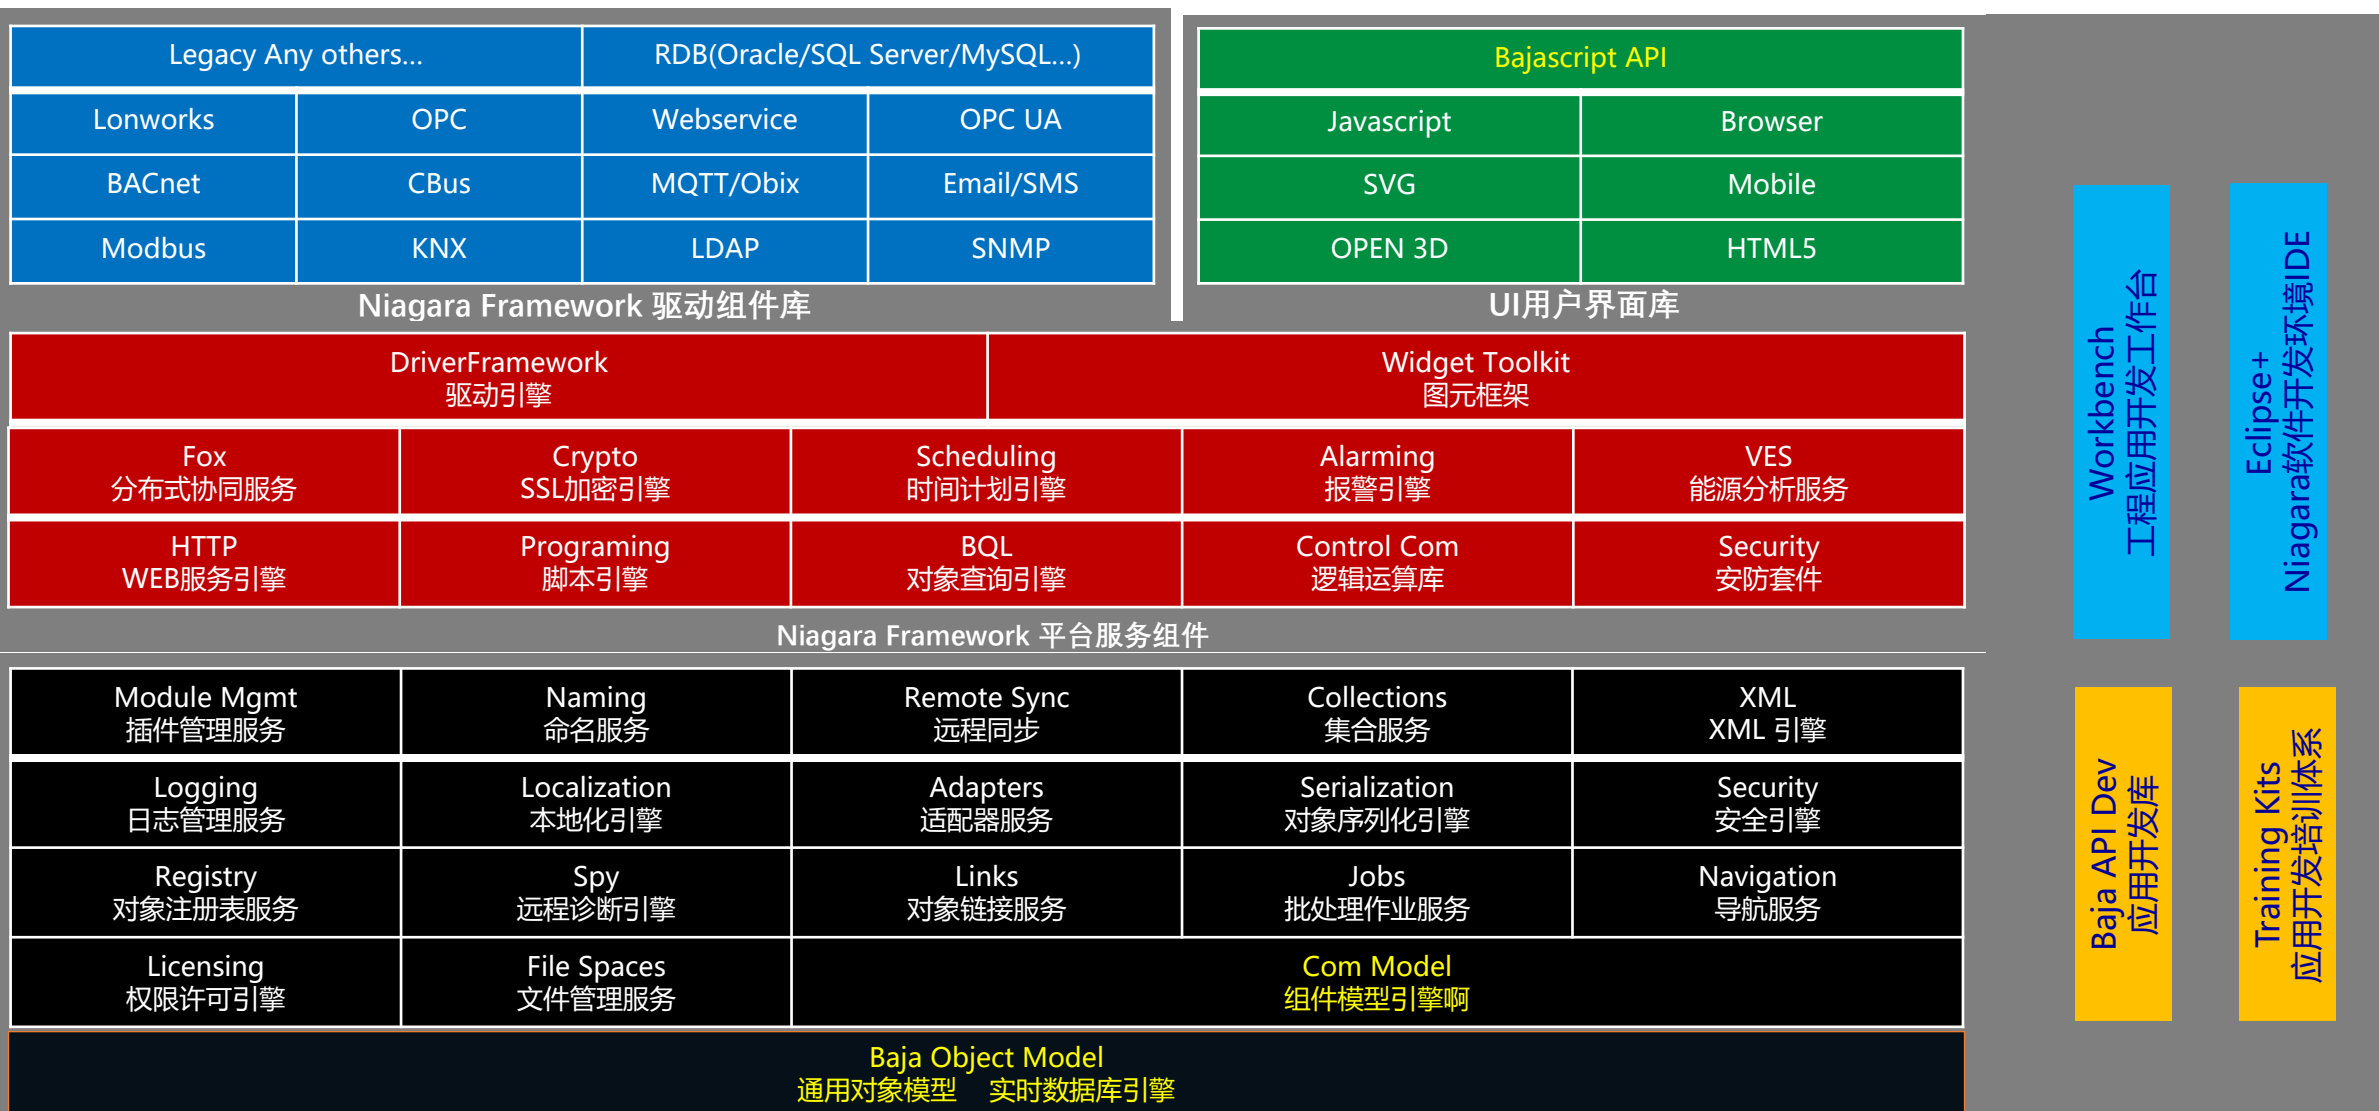 Legacy Any others...
RDB(Oracle/SQL Server/MySQL...)
Lonworks
OPC
Webservice
OPC UA
BACnet
CBus
MQTT/Obix
Email/SMS
Modbus
KNX
LDAP
SNMP
Niagara Framework 驱动组件库
Bajascript API
Javascript
Browser
SVG
Mobile
OPEN 3D
HTML5
UI用户界面库
DriverFramework
驱动引擎
Widget Toolkit
图元框架
Fox
分布式协同服务
Crypto
SSL加密引擎
Scheduling
时间计划引擎
Alarming
报警引擎
VES
能源分析服务
HTTP
WEB服务引擎
Programing
脚本引擎
BQL
对象查询引擎
Control Com
逻辑运算库
Security
安防套件
Niagara Framework 平台服务组件
Module Mgmt
插件管理服务
Naming
命名服务
Remote Sync
远程同步
Collections
集合服务
XML
XML 引擎
Logging
日志管理服务
Localization
本地化引擎
Adapters
适配器服务
Serialization
对象序列化引擎
Security
安全引擎
Registry
对象注册表服务
Spy
远程诊断引擎
Links
对象链接服务
Jobs
批处理作业服务
Navigation
导航服务
Licensing
权限许可引擎
File Spaces
文件管理服务
Com Model
组件模型引擎啊
Baja Object Model
通用对象模型 实时数据库引擎
Workbench
工程应用开发工作台
Eclipse+
Niagara软件开发环境IDE
Baja API Dev
应用开发库
Training Kits
应用开发培训体系